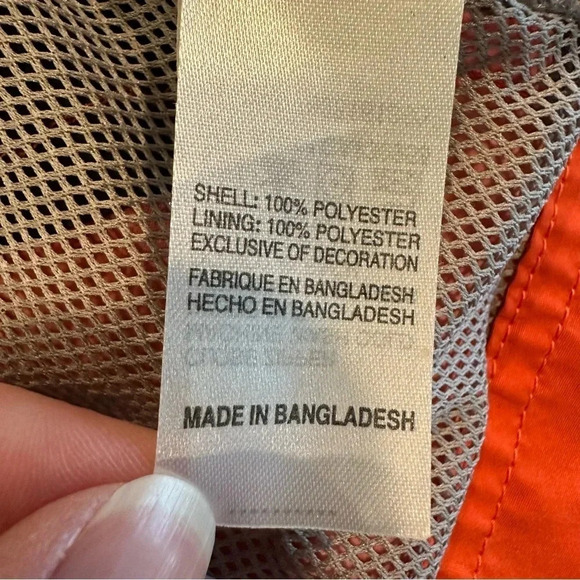 SHELL: 100% POLYESTER
LINING: 100% POLYESTER
EXCLUSIVE OF DECORATION
FABRIQUE EN BANGLADESH
HECHO EN BANGLADESH
MADE IN BANGLADESH